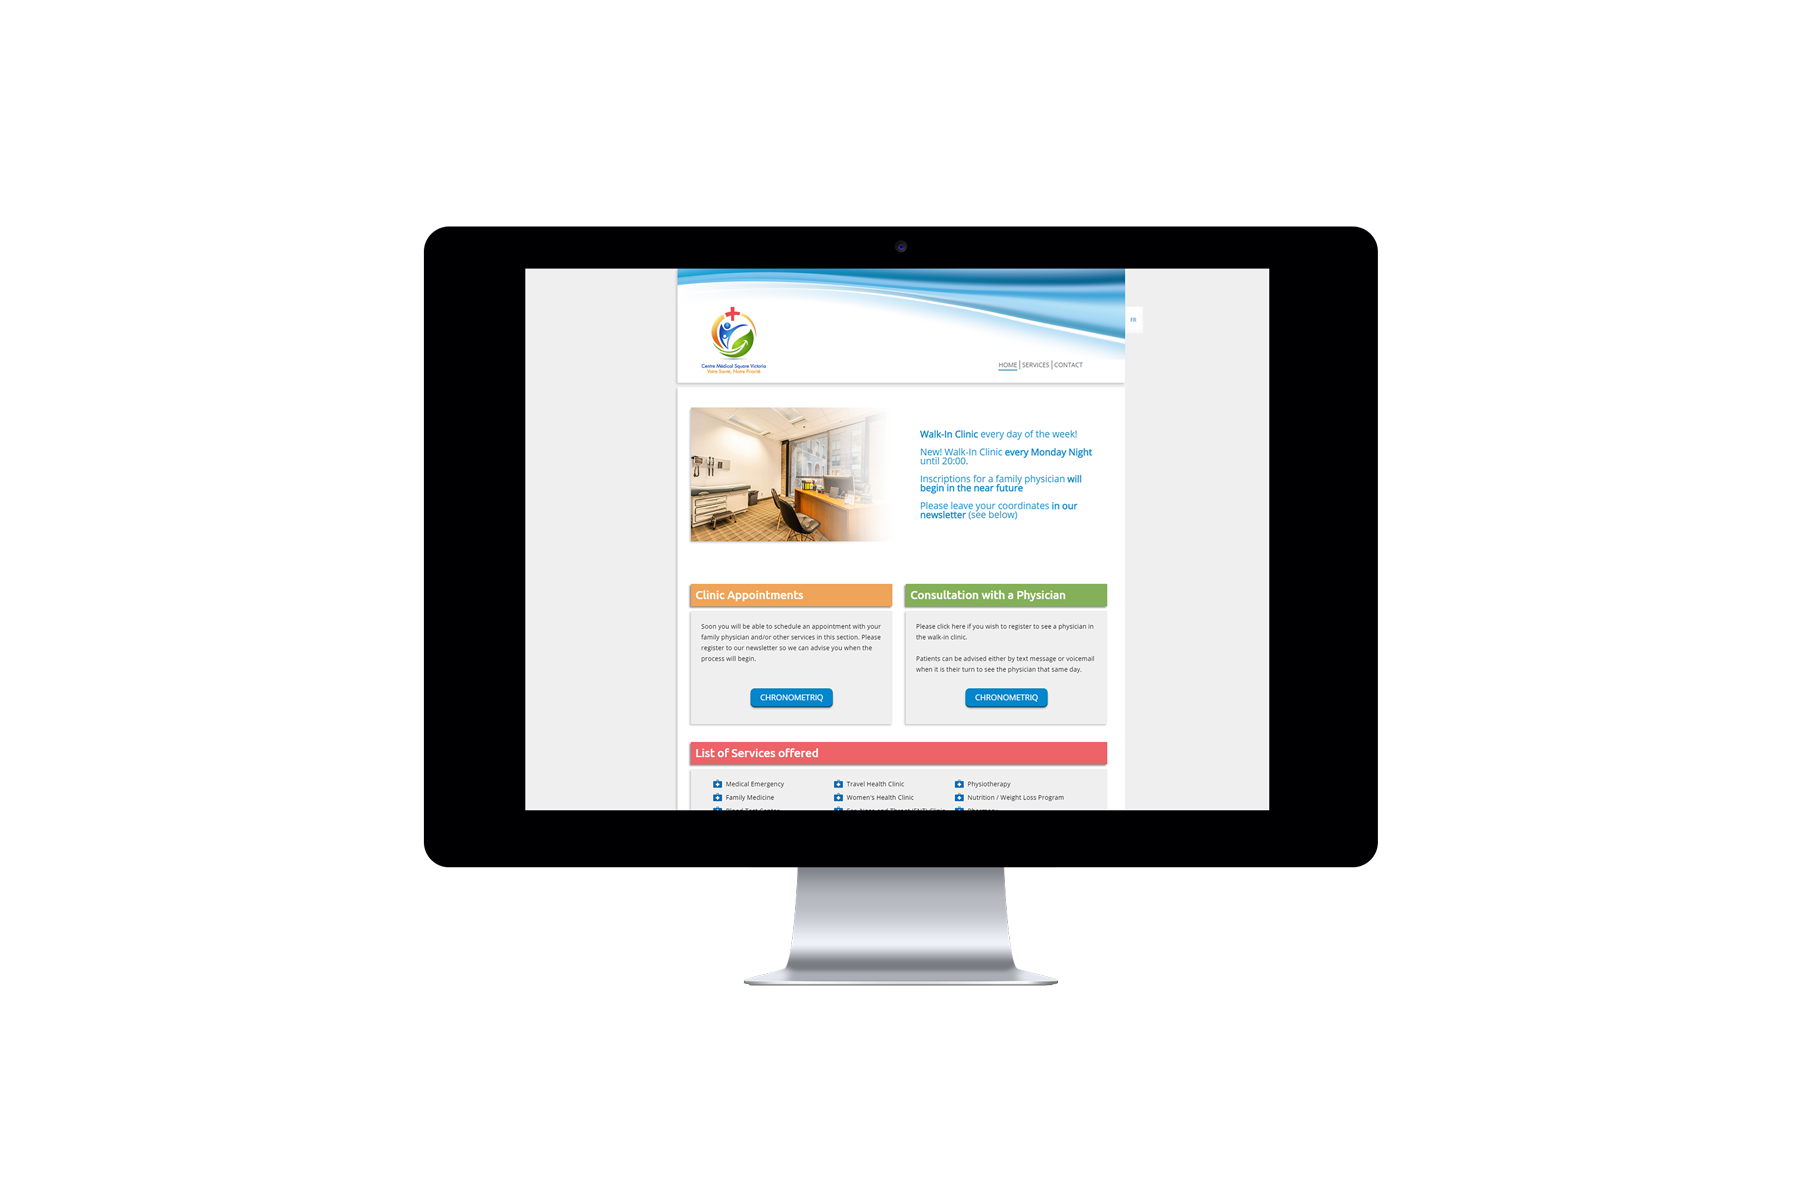 FR
Centre Médical Square Victoria
Votre Santé, Notre Priorité
HOME SERVICES CONTACT
Walk-In Clinic every day of the week!
New! Walk-In Clinic every Monday Night
until 20:00.
Inscriptions for a family physician will
begin in the near future
Please leave your coordinates in our
newsletter (see below)
Clinic Appointments
Soon you will be able to schedule an appointment with your
family physician and/or other services in this section. Please
register to our newsletter so we can advise you when the
process will begin.
CHRONOMETRIQ
Consultation with a Physician
Please click here if you wish to register to see a physician in
the walk-in clinic.
Patients can be advised either by text message or voicemail
when it is their turn to see the physician that same day.
CHRONOMETRIQ
List of Services offered
Medical Emergency
Travel Health Clinic
Physiotherapy
Family Medicine
Women's Health Clinic
Nutrition / Weight Loss Program